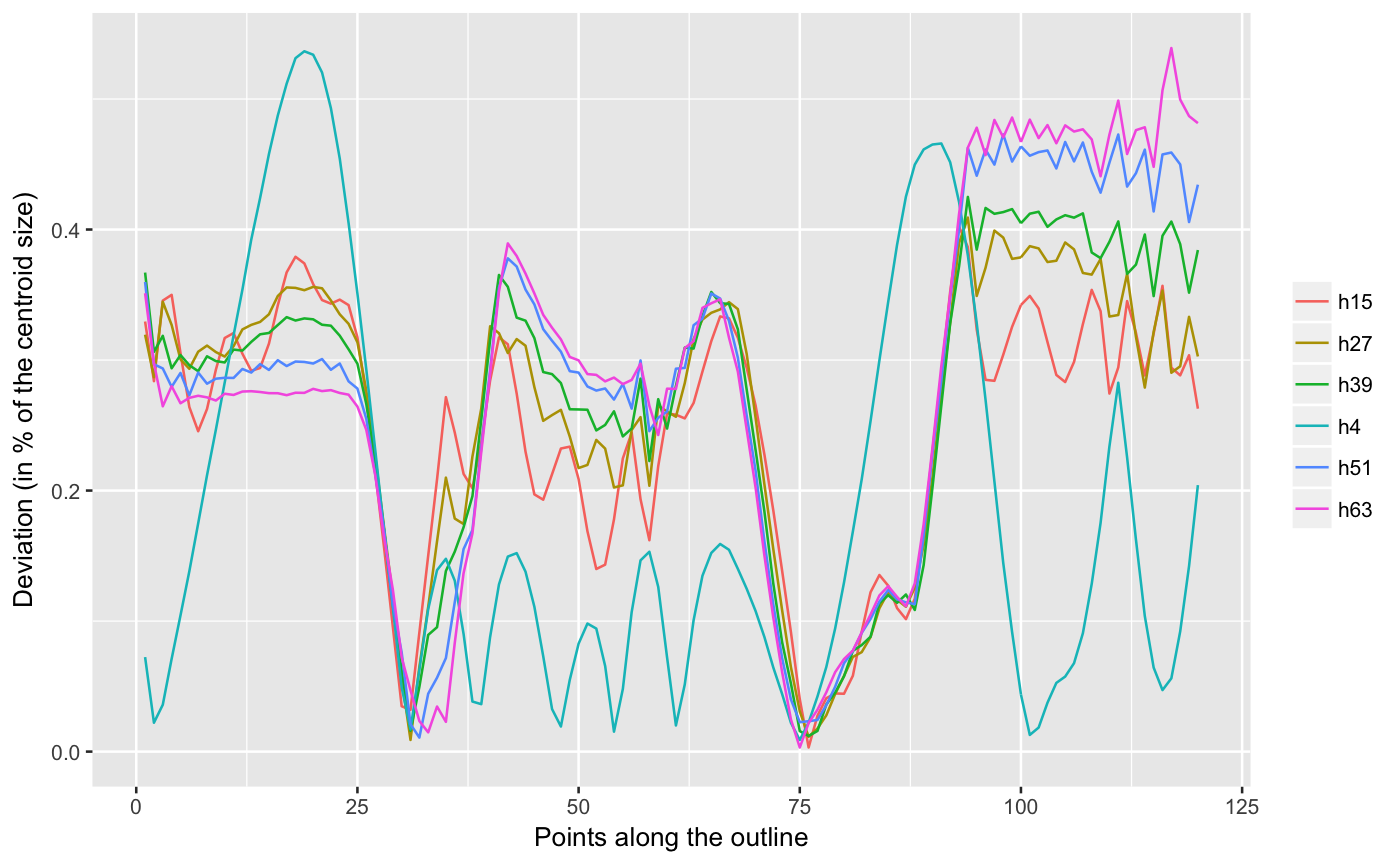 Deviation (in % of the centroid size)
0.4
0.2
0.0
0
25
50
75
100
125
Points along the outline
h15
h27
h39
h4
h51
h63